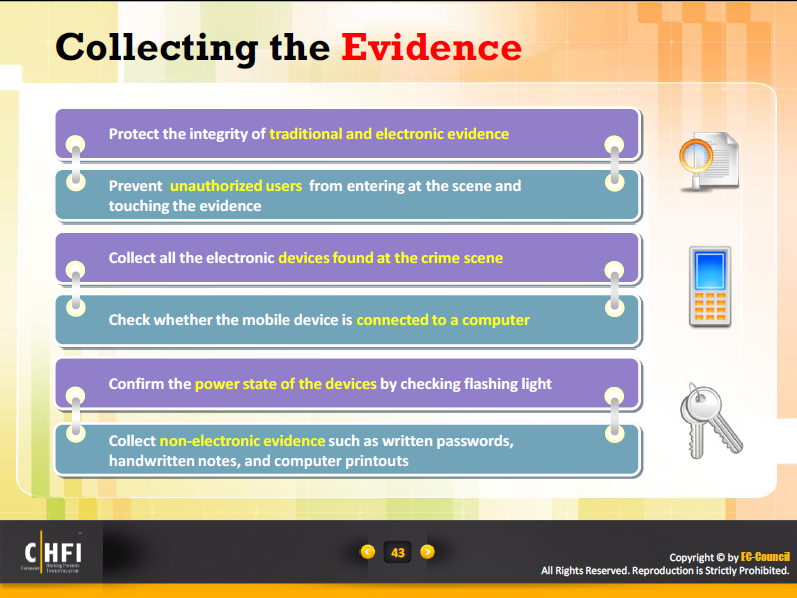 Collecting the Evidence
Protect the integrity of traditional and electronic evidence
Prevent unauthorized users from entering at the scene and
touching the evidence
Collect all the electronic devices found at the crime scene
Check whether the mobile device is connected to a computer
Confirm the power state of the devices by checking flashing light
Collect non-electronic evidence such as written passwords,
handwritten notes, and computer printouts
CHFI
Computer Hacking Forensic
INVESTIGATOR
43
Copyright © by EC-Council
All Rights Reserved. Reproduction is Strictly Prohibited.